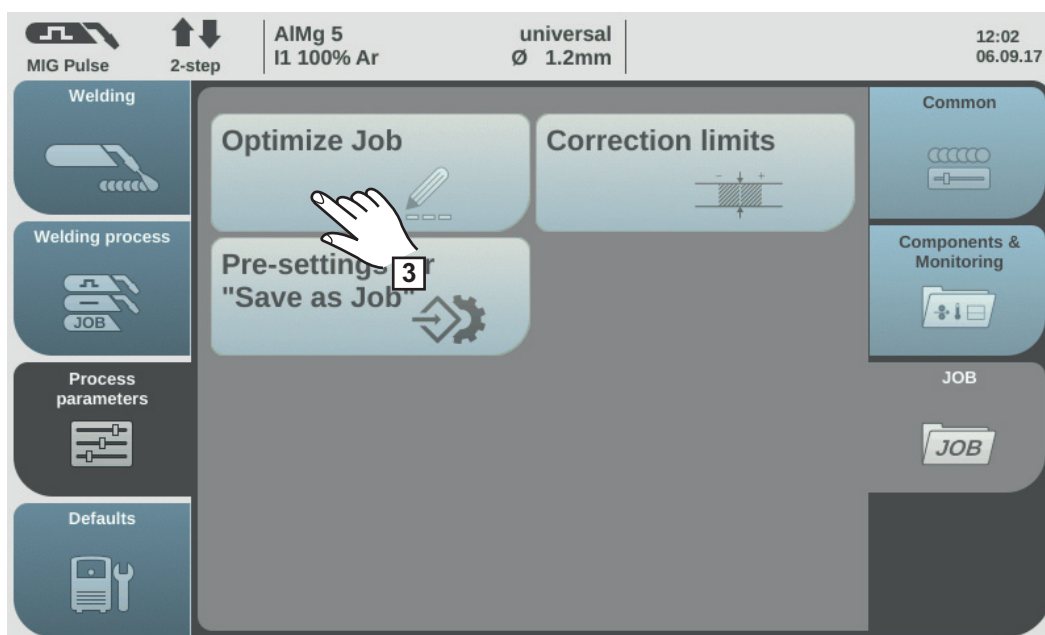 MIG Pulse
2-step
AlMg 5
I1 100% Ar
universal
Ø 1.2mm
12:02
06.09.17
Welding
Welding process
JOB
Process
parameters
Defaults
Optimize Job
Correction limits
- +
Pre-settings
"Save as Job"
3
Common
Components &
Monitoring
JOB
JOB